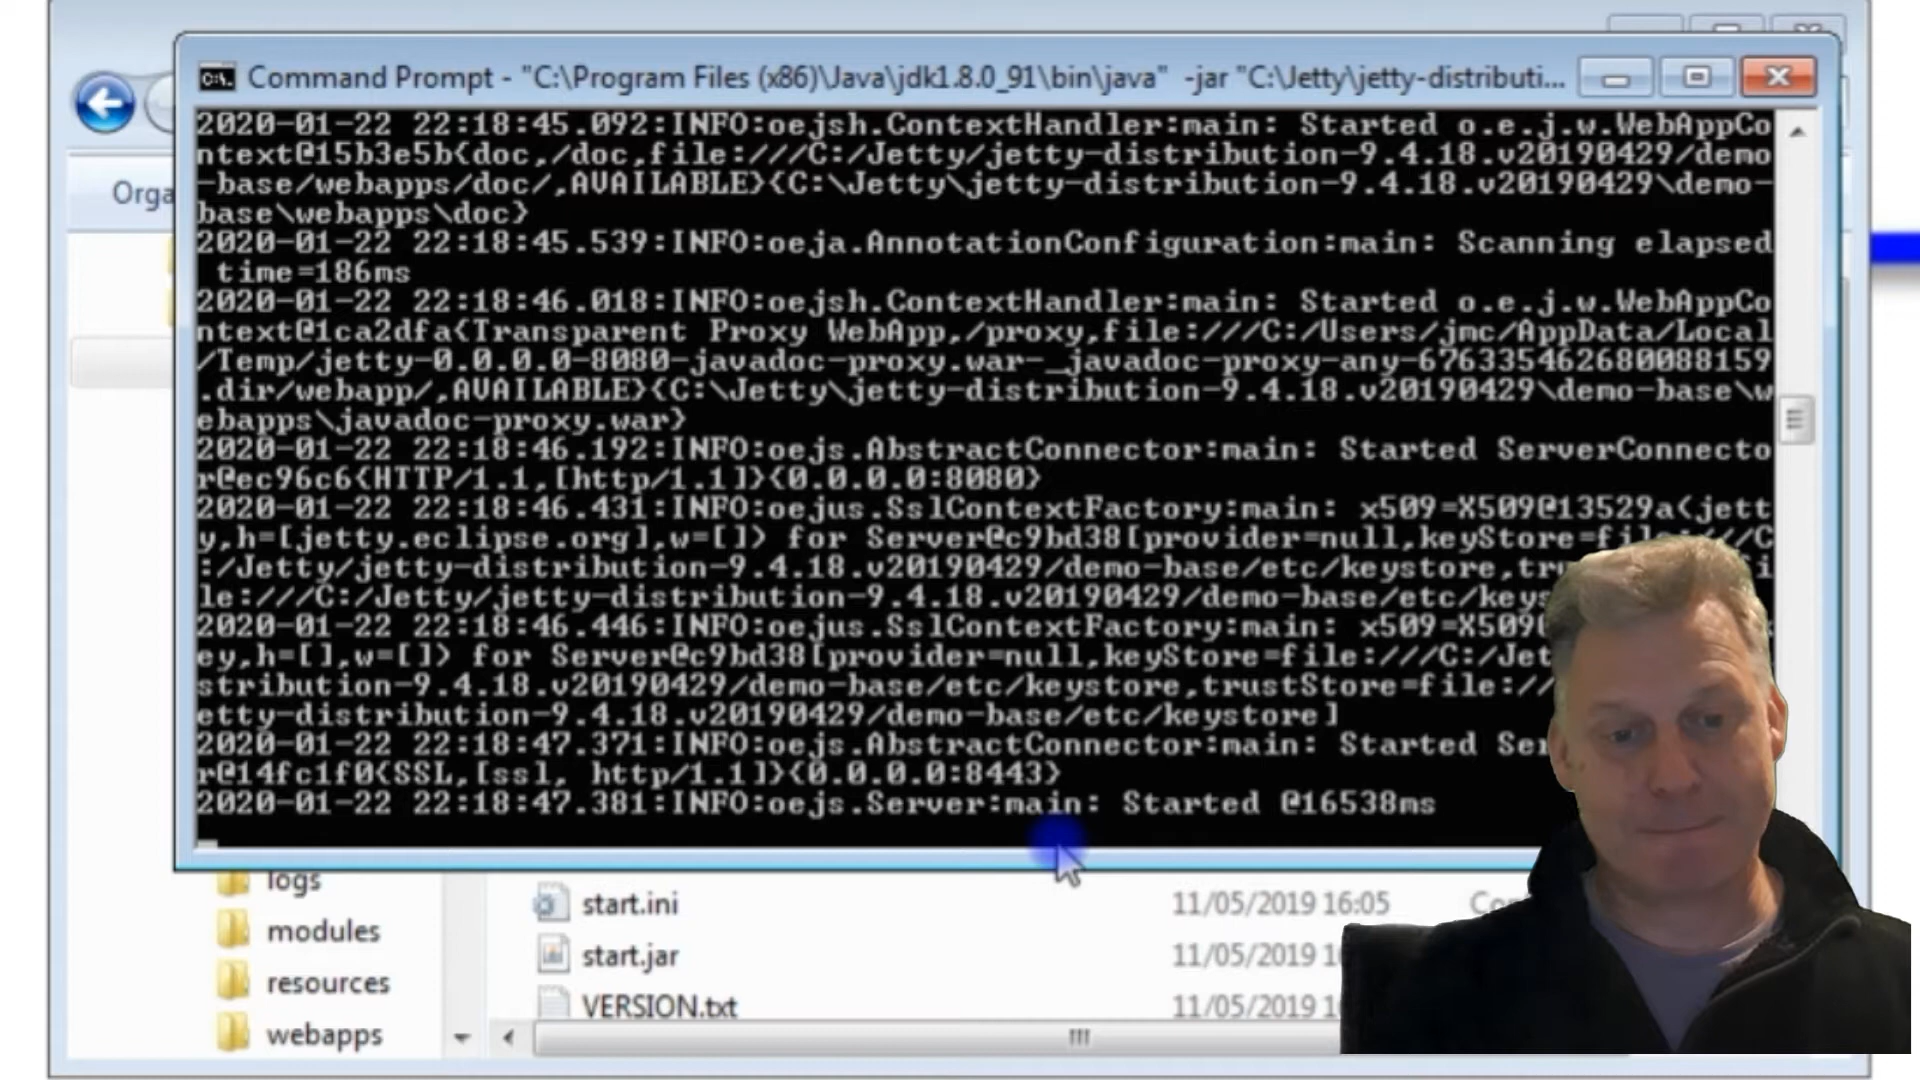 Command Prompt - "C:\Program Files (x86)\Java\jdk1.8.0_91\bin\java" -jar "C:\Jetty\jetty-distributi...
Orga
2020-01-22 22:18:45.092:INFO:oejsh.ContextHandler:main: Started o.e.j.w.WebAppCo
ntext@15b3e5b{doc,/doc,file:///C:/Jetty/jetty-distribution-9.4.18.v20190429/demo
-base/webapps/doc/,AVAILABLE}{C:\Jetty\jetty-distribution-9.4.18.v20190429\demo-
base\webapps\doc}
2020-01-22 22:18:45.539:INFO:oeja.AnnotationConfiguration:main: Scanning elapsed
time=186ms
2020-01-22 22:18:46.018:INFO:oejsh.ContextHandler:main: Started o.e.j.w.WebAppCo
ntext@1ca2dfa{Transparent Proxy WebApp,/proxy,file:///C:/Users/jmc/AppData/Local
/Temp/jetty-0.0.0.0-8080-javadoc-proxy.war-_javadoc-proxy-any-676335462680088159
.dir/webapp/,AVAILABLE}{C:\Jetty\jetty-distribution-9.4.18.v20190429\demo-base\w
ebapps\javadoc-proxy.war}
2020-01-22 22:18:46.192:INFO:oejs.AbstractConnector:main: Started ServerConnecto
r@ec96c6{HTTP/1.1,[http/1.1]}{0.0.0.0:8080}
2020-01-22 22:18:46.431:INFO:oejus.SslContextFactory:main: x509=X509@13529a(jett
y,h=[jetty.eclipse.org],w=[]) for Server@c9bd38[provider=null,keyStore=file:///C
:/Jetty/jetty-distribution-9.4.18.v20190429/demo-base/etc/keystore,tru
le:///C:/Jetty/jetty-distribution-9.4.18.v20190429/demo-base/etc/keys
2020-01-22 22:18:46.446:INFO:oejus.SslContextFactory:main: x509=X509
ey,h=[],w=[]) for Server@c9bd38[provider=null,keyStore=file:///C:/Jet
stribution-9.4.18.v20190429/demo-base/etc/keystore,trustStore=file://
etty-distribution-9.4.18.v20190429/demo-base/etc/keystore]
2020-01-22 22:18:47.371:INFO:oejs.AbstractConnector:main: Started Se
r@14fc1f0{SSL,[ssl, http/1.1]}{0.0.0.0:8443}
2020-01-22 22:18:47.381:INFO:oejs.Server:main: Started @16538ms
logs
start.ini 11/05/2019 16:05
modules
start.jar 11/05/2019
resources
VERSION.txt 11/05/2019
webapps